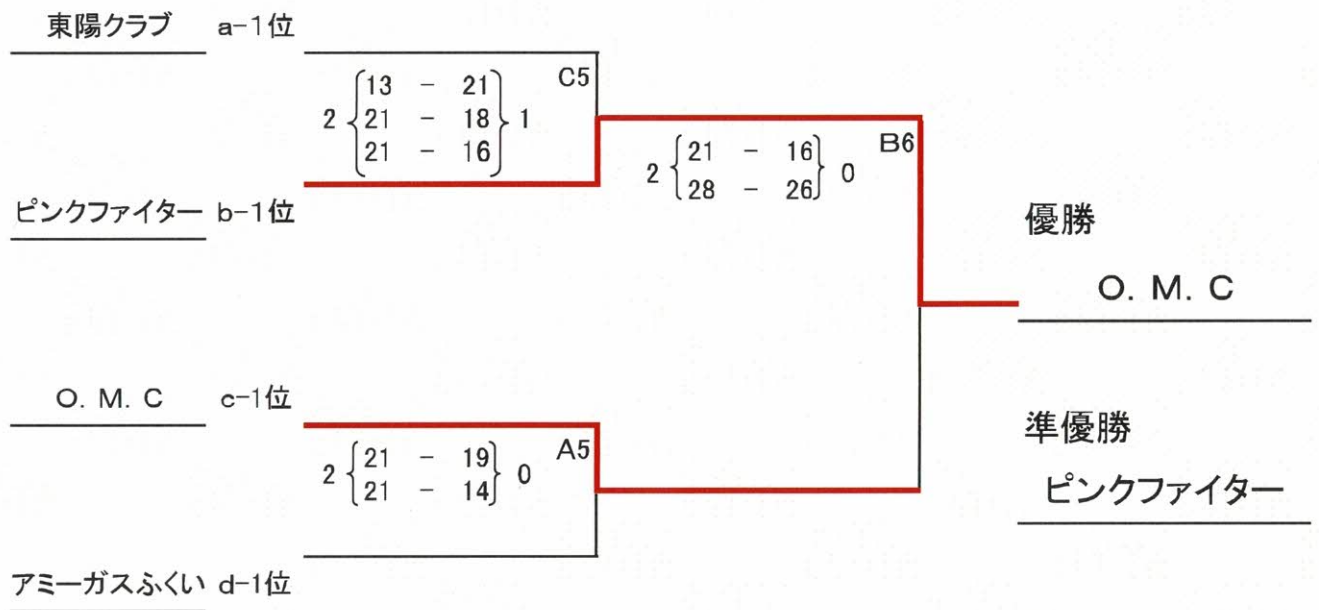 東陽クラブ a-1位
C5
13 - 21
2 21 - 18 1
21 - 16
B6
21 - 16
2 0
28 - 26
ピンクファイター b-1位
優勝
O. M. C
O. M. C c-1位
準優勝
A5
21 - 19
2 0
21 - 14
ピンクファイター
アミーガスふくい d-1位